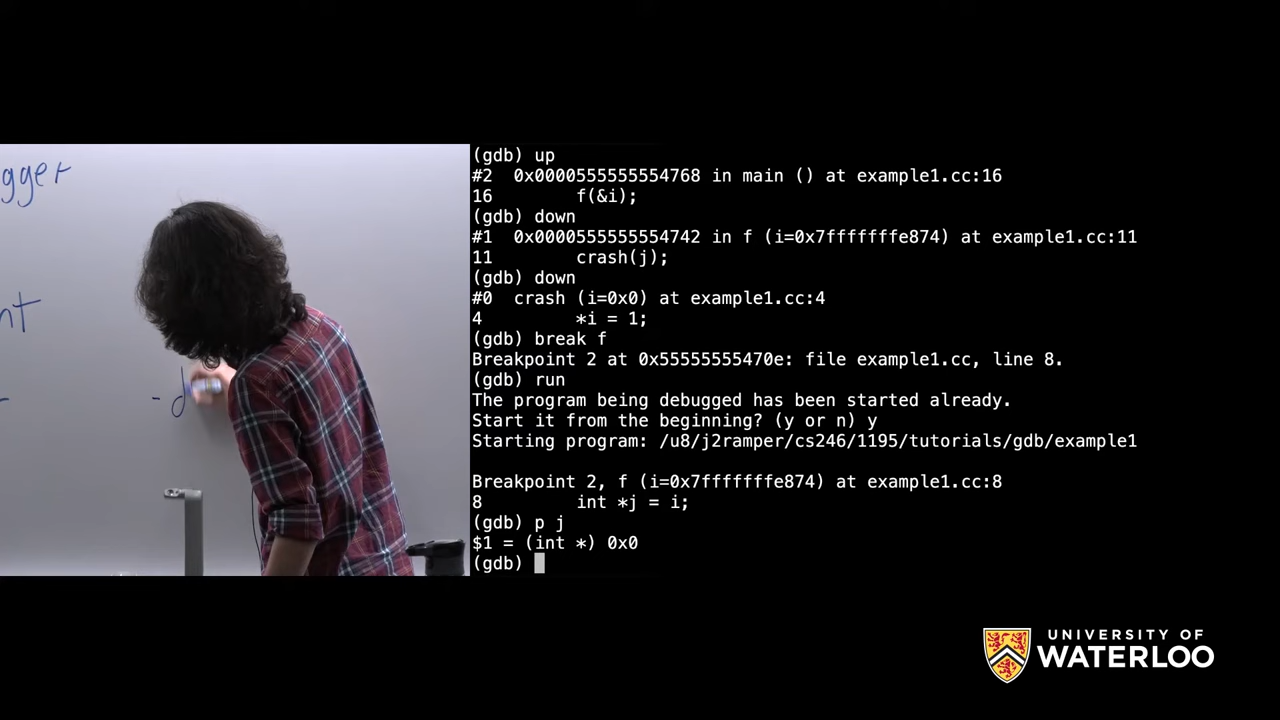 gger
nt
- d
(gdb) up
#2  0x0000555555554768 in main () at example1.cc:16
16          f(&i);
(gdb) down
#1  0x0000555555554742 in f (i=0x7fffffffe874) at example1.cc:11
11          crash(j);
(gdb) down
#0  crash (i=0x0) at example1.cc:4
4           *i = 1;
(gdb) break f
Breakpoint 2 at 0x55555555470e: file example1.cc, line 8.
(gdb) run
The program being debugged has been started already.
Start it from the beginning? (y or n) y
Starting program: /u8/j2ramper/cs246/1195/tutorials/gdb/example1
Breakpoint 2, f (i=0x7fffffffe874) at example1.cc:8
8           int *j = i;
(gdb) p j
$1 = (int *) 0x0
(gdb)
UNIVERSITY OF
WATERLOO